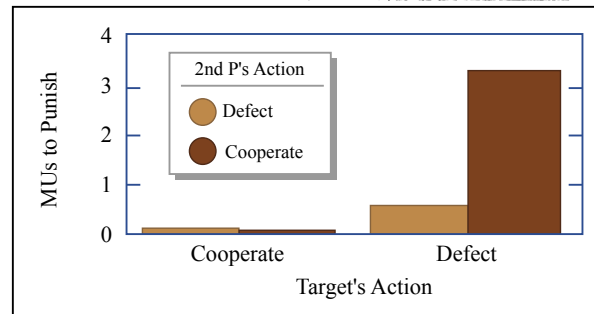 4
3
2
1
0
MUs to Punish
2nd P's Action
Defect
Cooperate
Cooperate
Defect
Target's Action